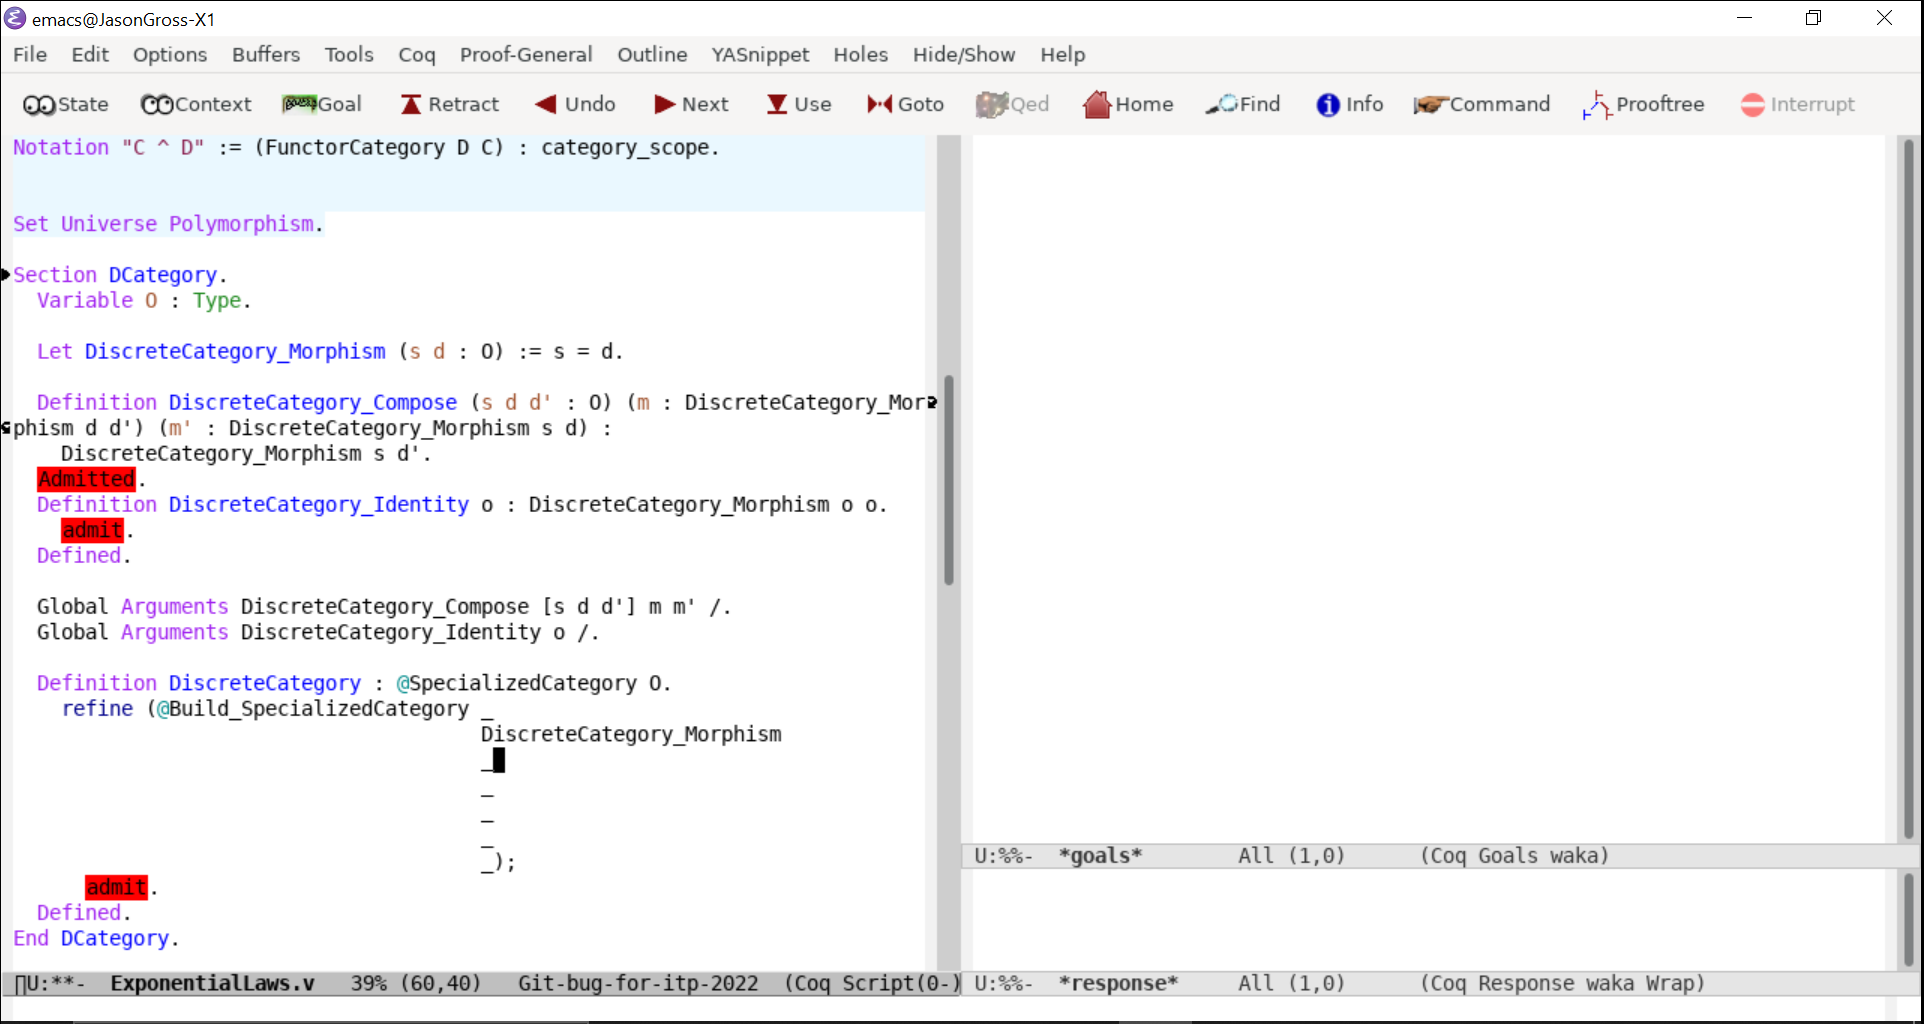 emacs@JasonGross-X1
File Edit Options Buffers Tools Coq Proof-General Outline YASnippet Holes Hide/Show Help
State Context Goal Retract Undo Next Use Goto Qed Home Find Info Command Prooftree Interrupt
Notation "C ^ D" := (FunctorCategory D C) : category_scope.
Set Universe Polymorphism.
Section DCategory.
Variable O : Type.
Let DiscreteCategory_Morphism (s d : O) := s = d.
Definition DiscreteCategory_Compose (s d d' : O) (m : DiscreteCategory_Mor
phism d d') (m' : DiscreteCategory_Morphism s d) :
DiscreteCategory_Morphism s d'.
Admitted.
Definition DiscreteCategory_Identity o : DiscreteCategory_Morphism o o.
admit.
Defined.
Global Arguments DiscreteCategory_Compose [s d d'] m m' /.
Global Arguments DiscreteCategory_Identity o /.
Definition DiscreteCategory : @SpecializedCategory O.
refine (@Build_SpecializedCategory _
DiscreteCategory_Morphism
_
_
_
_
_);
admit.
Defined.
End DCategory.
U:**-  ExponentialLaws.v   39% (60,40)   Git-bug-for-itp-2022  (Coq Script(0-)
U:%%-  *goals*        All (1,0)      (Coq Goals waka)
U:%%-  *response*     All (1,0)      (Coq Response waka Wrap)